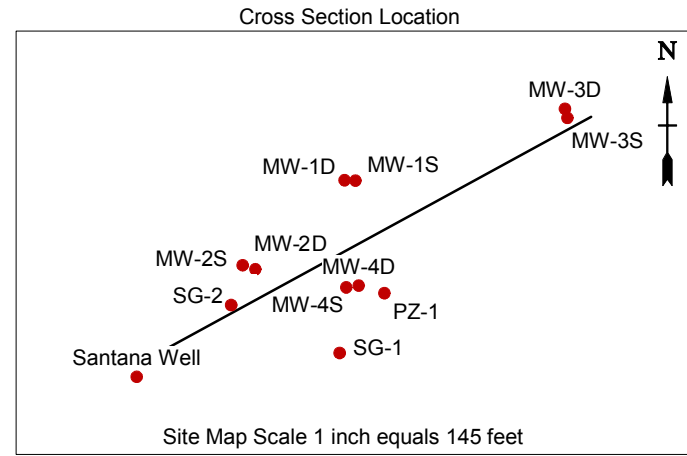 Cross Section Location
N
MW-3D
MW-3S
MW-1D
MW-1S
MW-2S
MW-2D
MW-4D
SG-2
MW-4S
PZ-1
Santana Well
SG-1
Site Map Scale 1 inch equals 145 feet